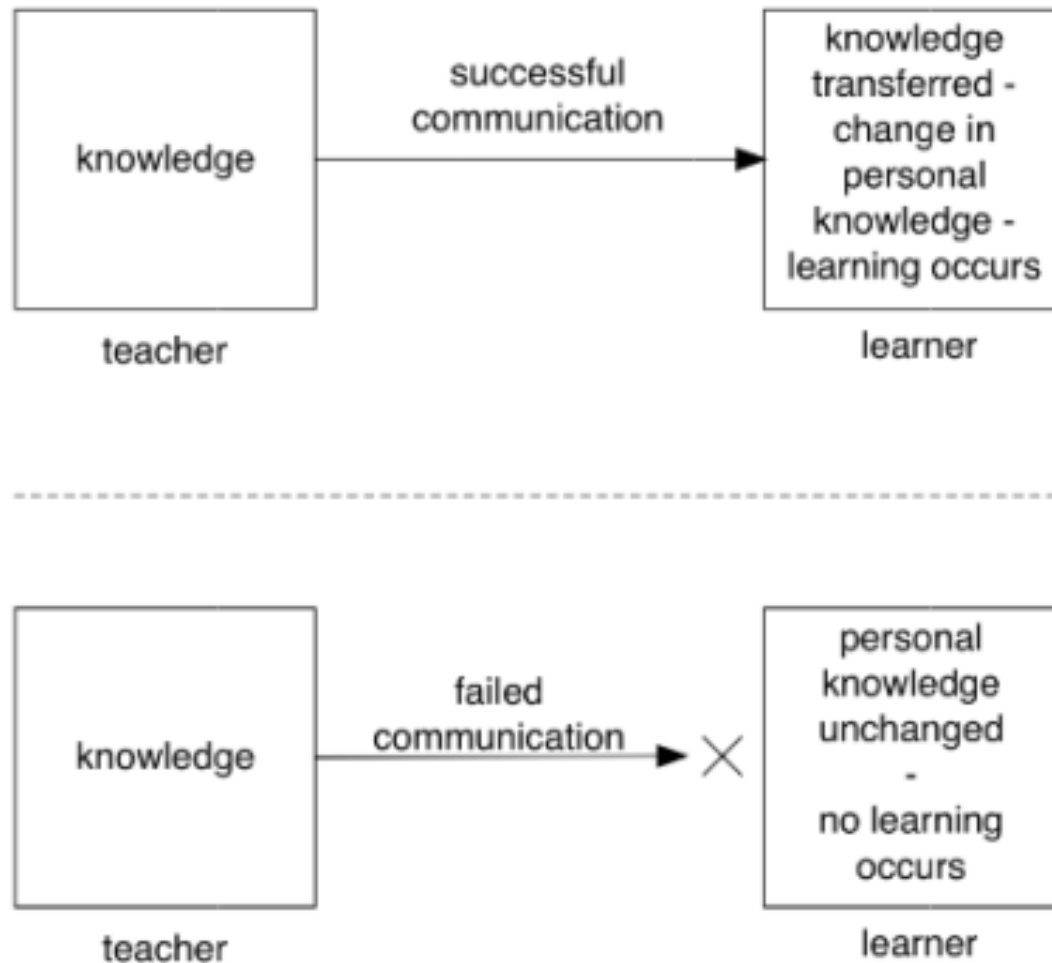 knowledge
successful
communication
knowledge
transferred -
change in
personal
knowledge -
learning occurs
teacher
learner
knowledge
failed
communication
personal
knowledge
unchanged
-
no learning
occurs
teacher
learner